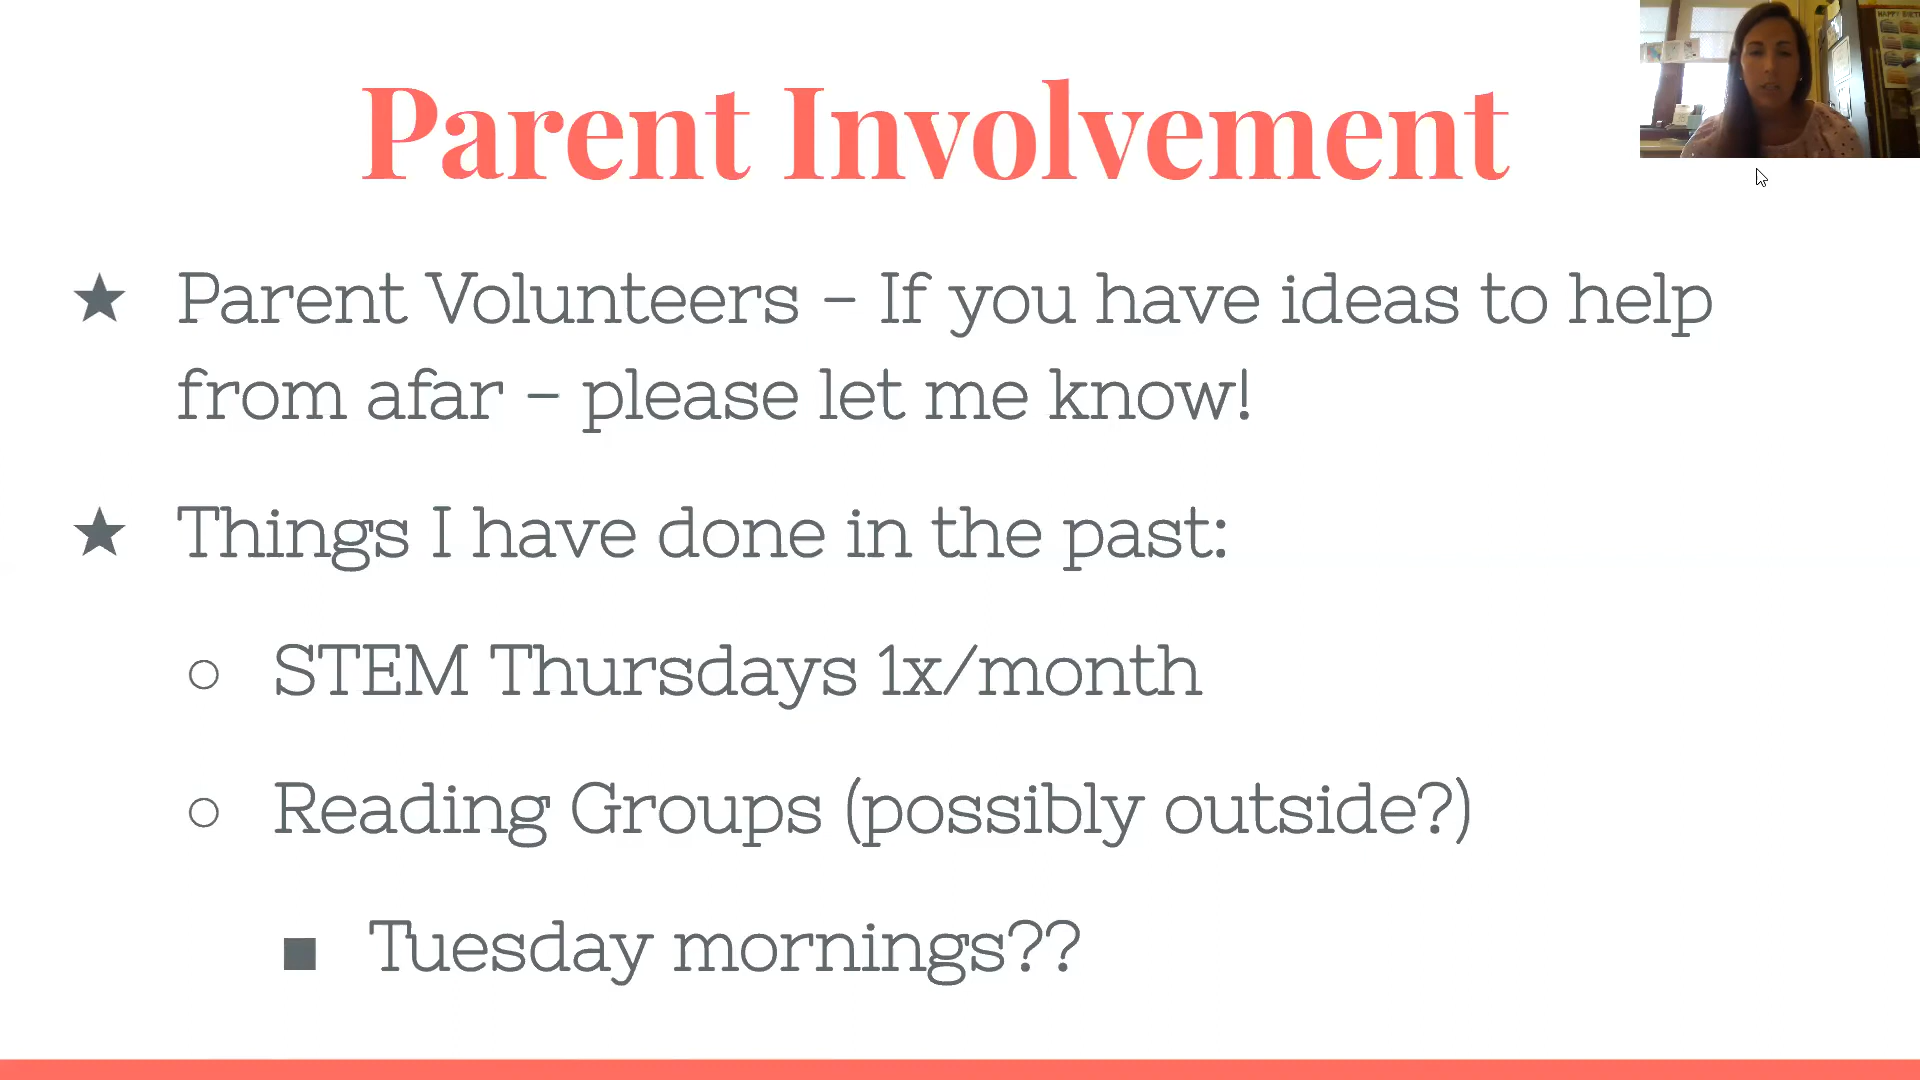 Parent Involvement
★ Parent Volunteers - If you have ideas to help
from afar - please let me know!
★ Things I have done in the past:
○ STEM Thursdays 1x/month
○ Reading Groups (possibly outside?)
■ Tuesday mornings??